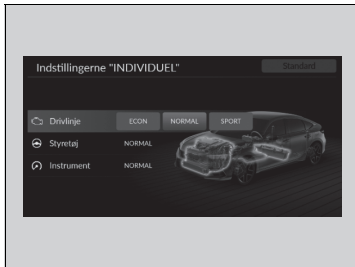 Indstillingerne "INDIVIDUEL" Standard
Drivlinje ECON NORMAL SPORT
Styretøj NORMAL
Instrument NORMAL